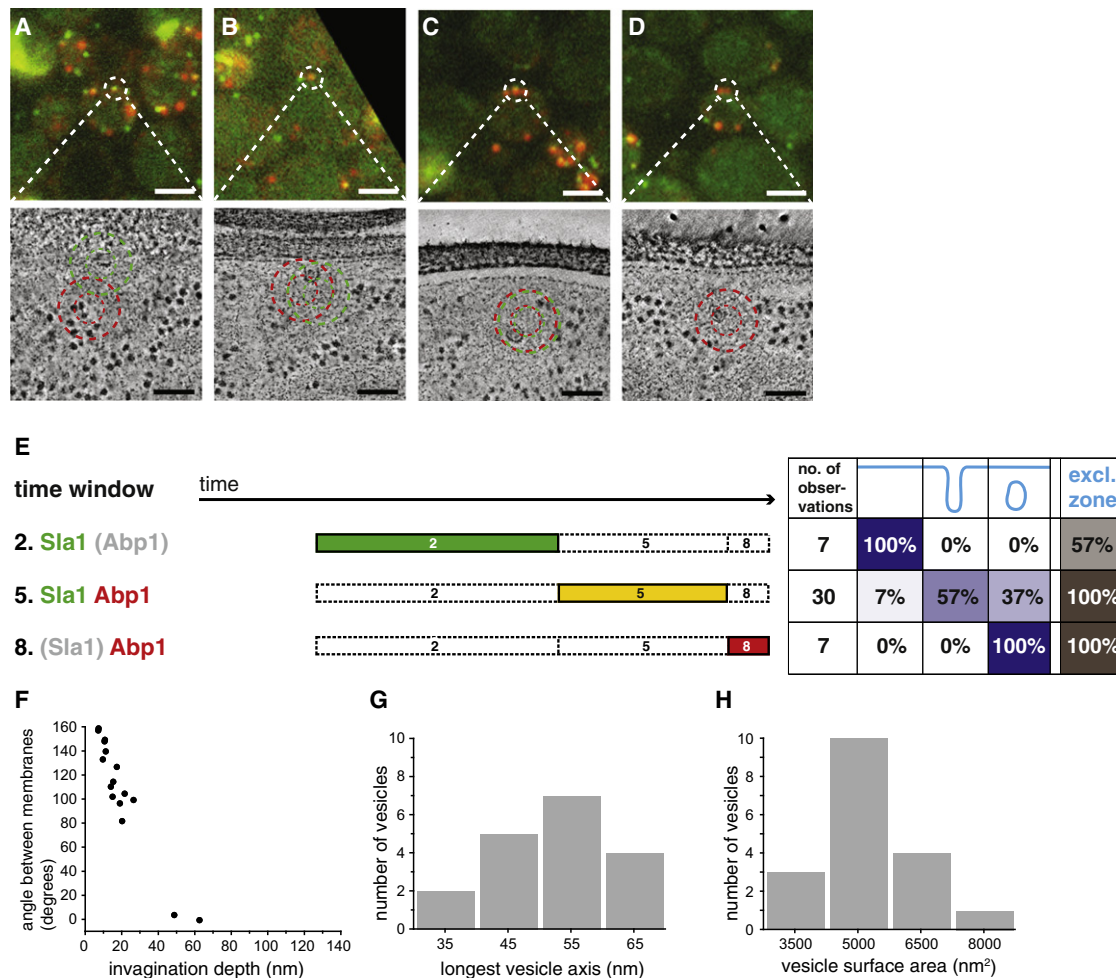 A
B
C
D
E
time window
time
2. Sla1 (Abp1)
2
5
8
5. Sla1 Abp1
2
5
8
8. (Sla1) Abp1
2
5
8
no. of
obser-
vations
excl.
zone
7
100%
0%
0%
57%
30
7%
57%
37%
100%
7
0%
0%
100%
100%
F
angle between membranes
(degrees)
160
140
120
100
80
60
40
20
0
0
20
40
60
80
100
120
140
invagination depth (nm)
G
number of vesicles
10
8
6
4
2
0
35
45
55
65
longest vesicle axis (nm)
H
number of vesicles
10
8
6
4
2
0
3500
5000
6500
8000
vesicle surface area (nm²)